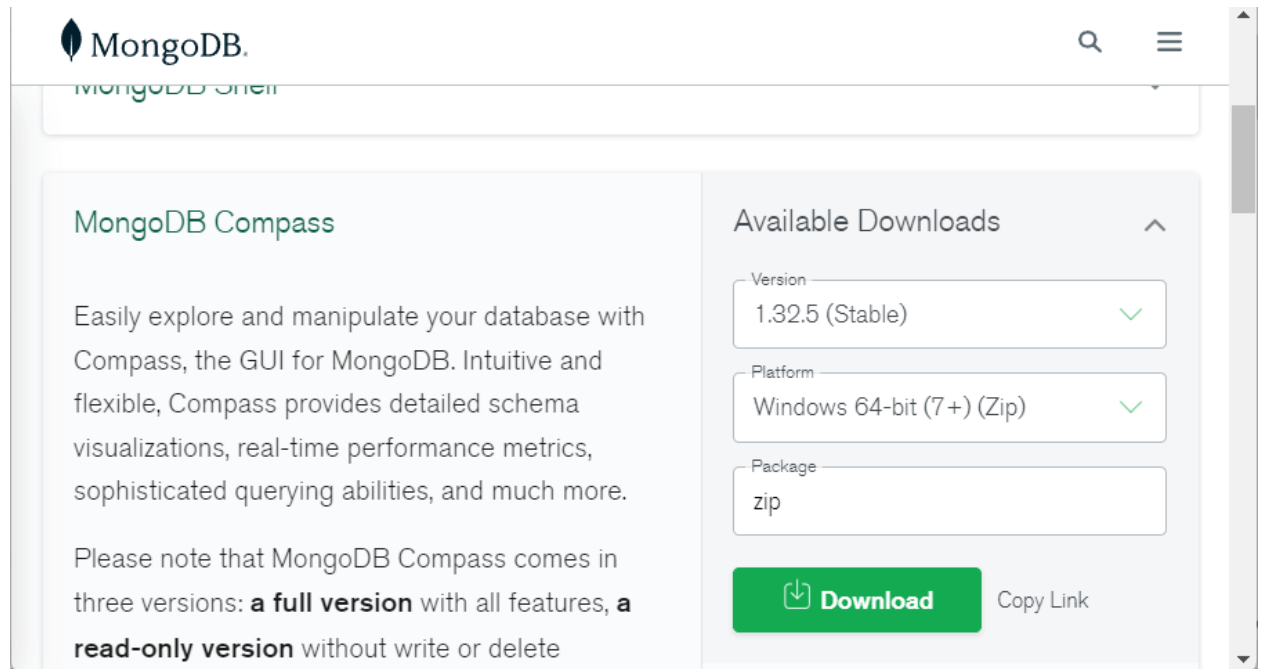 MongoDB.
MongoDB Shell
MongoDB Compass
Easily explore and manipulate your database with
Compass, the GUI for MongoDB. Intuitive and
flexible, Compass provides detailed schema
visualizations, real-time performance metrics,
sophisticated querying abilities, and much more.
Please note that MongoDB Compass comes in
three versions: a full version with all features, a
read-only version without write or delete
Available Downloads
Version
1.32.5 (Stable)
Platform
Windows 64-bit (7+) (Zip)
Package
zip
Download
Copy Link